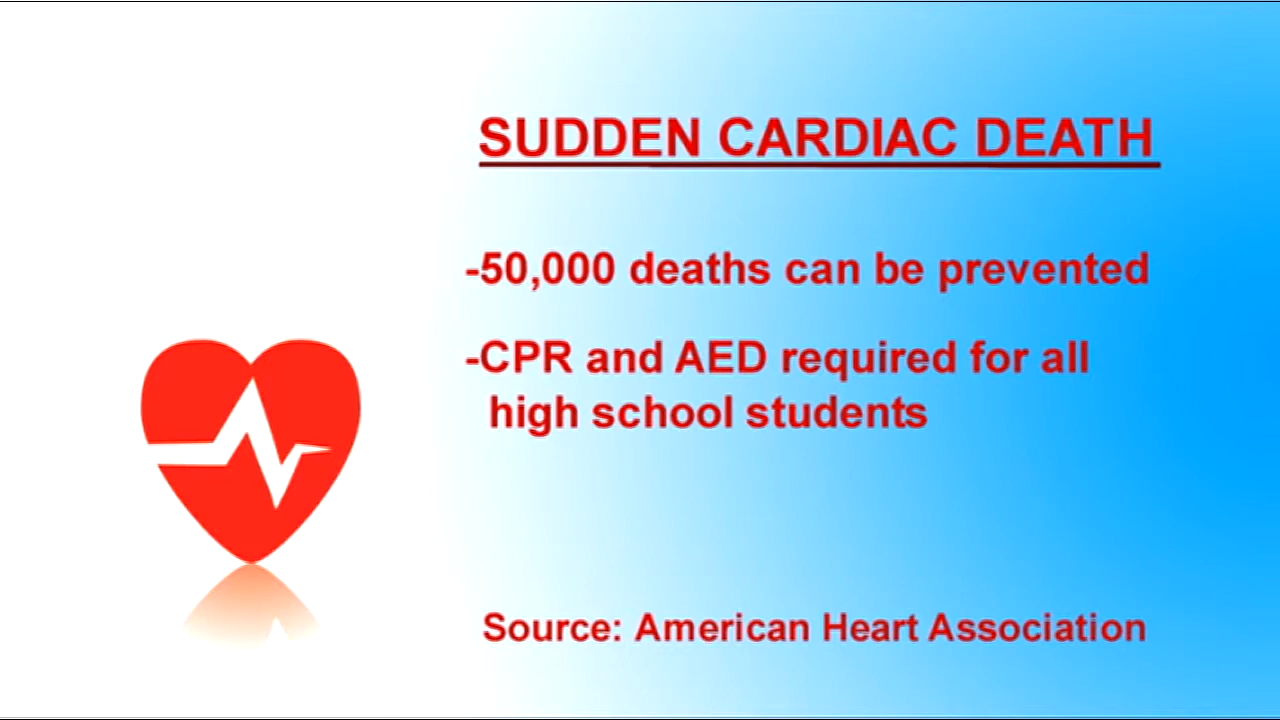 SUDDEN CARDIAC DEATH
-50,000 deaths can be prevented
-CPR and AED required for all
high school students
Source: American Heart Association